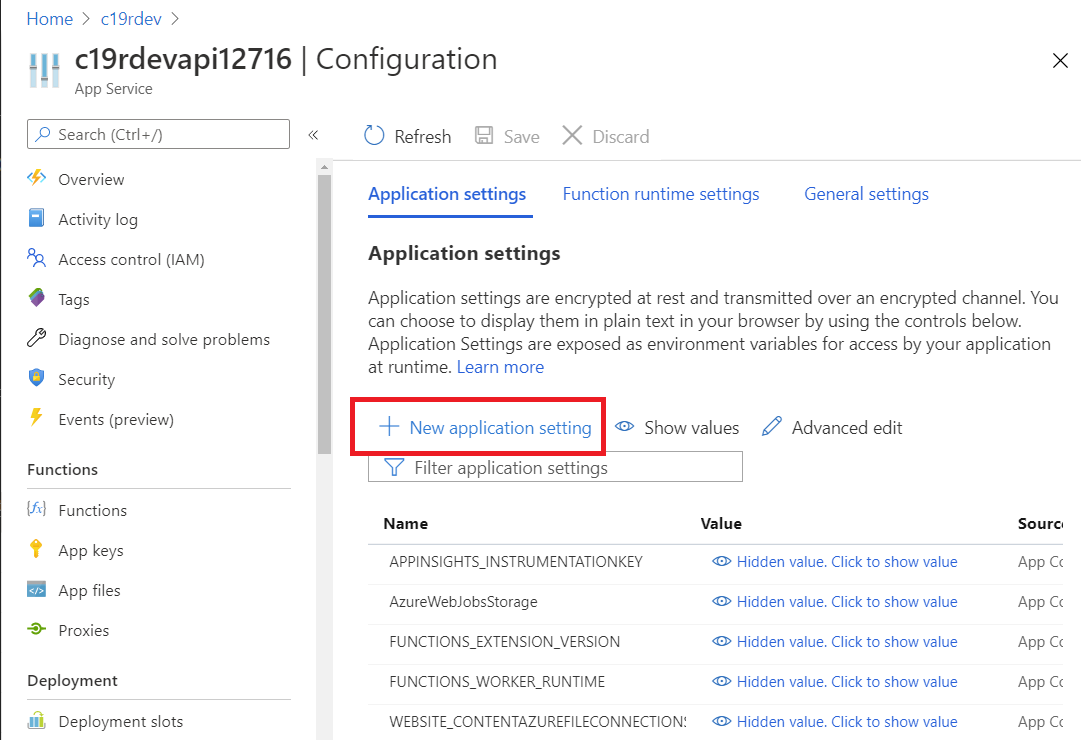 Home > c19rdev >
c19rdevapi12716 | Configuration
App Service
Search (Ctrl+/)
«
Overview
Activity log
Access control (IAM)
Tags
Diagnose and solve problems
Security
Events (preview)
Functions
Functions
App keys
App files
Proxies
Deployment
Deployment slots
Refresh Save Discard
Application settings Function runtime settings General settings
Application settings
Application settings are encrypted at rest and transmitted over an encrypted channel. You
can choose to display them in plain text in your browser by using the controls below.
Application Settings are exposed as environment variables for access by your application
at runtime. Learn more
New application setting Show values Advanced edit
Filter application settings
Name Value Source
APPINSIGHTS_INSTRUMENTATIONKEY Hidden value. Click to show value App Co
AzureWebJobsStorage Hidden value. Click to show value App Co
FUNCTIONS_EXTENSION_VERSION Hidden value. Click to show value App Co
FUNCTIONS_WORKER_RUNTIME Hidden value. Click to show value App Co
WEBSITE_CONTENTAZUREFILECONNECTIONS Hidden value. Click to show value App Co